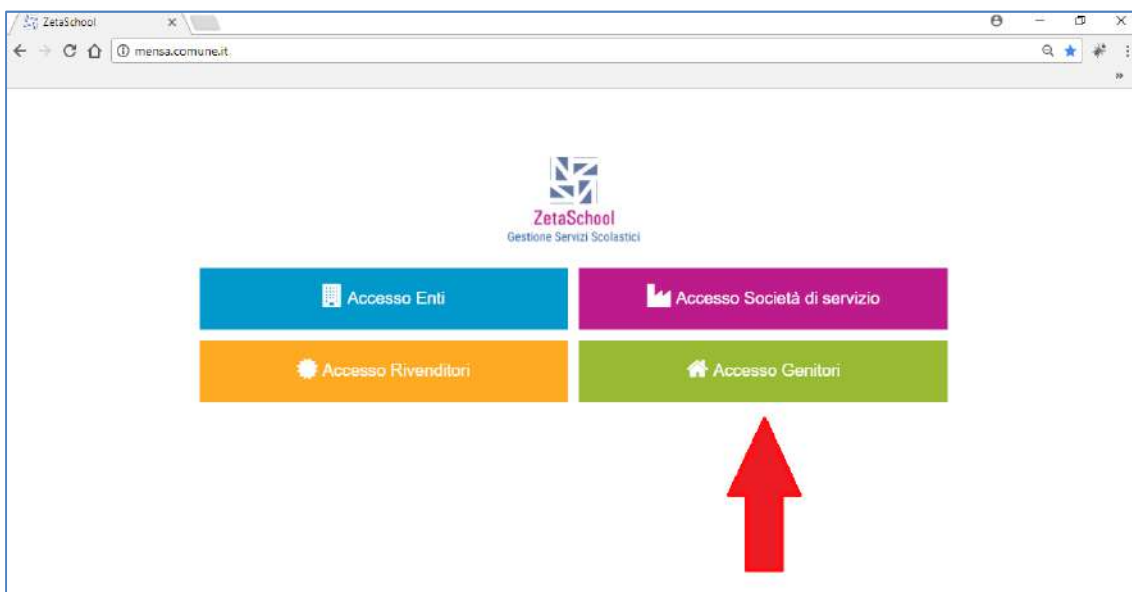 ZetaSchool
mensa.comune.it
ZetaSchool
Gestione Servizi Scolastici
Accesso Enti
Accesso Società di servizio
Accesso Rivenditori
Accesso Genitori